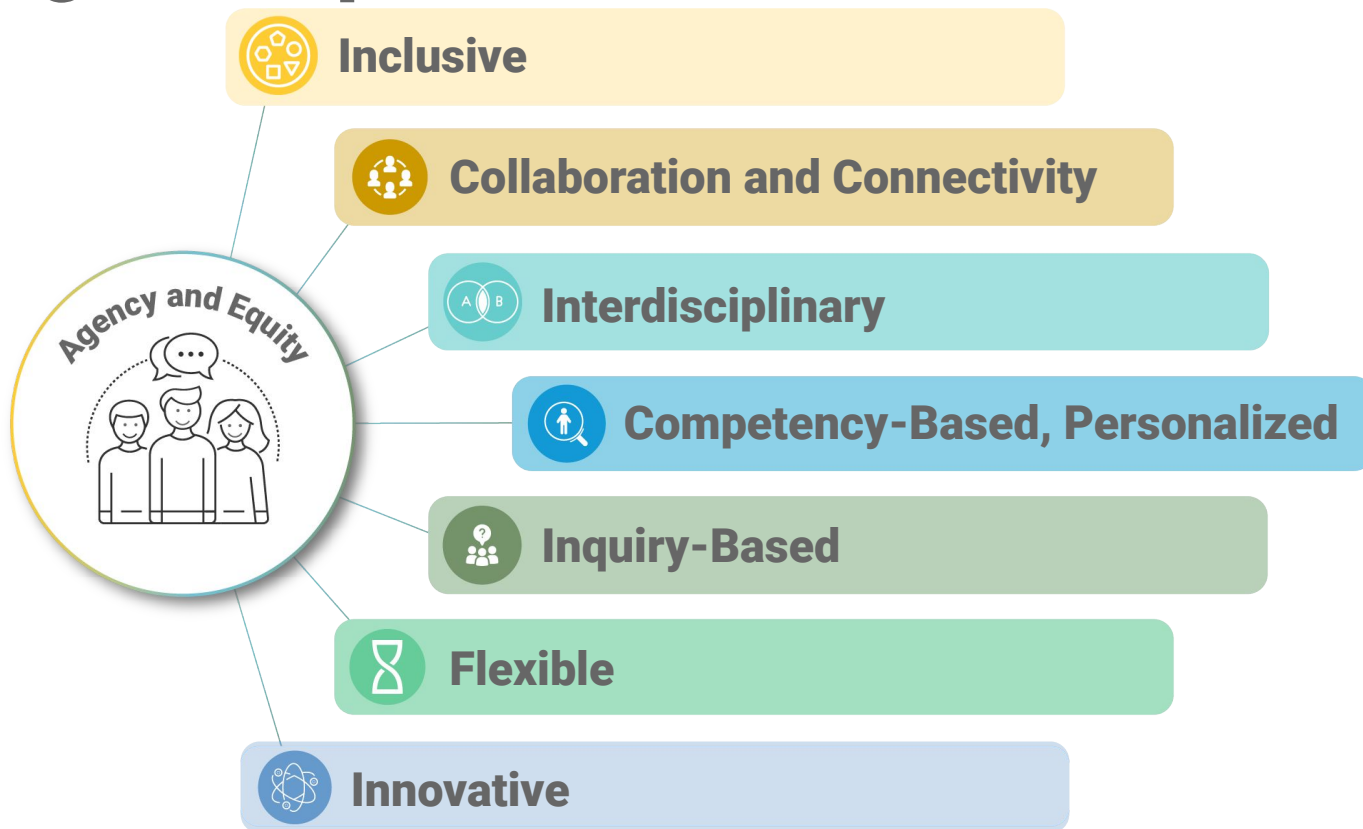 Inclusive
Collaboration and Connectivity
Agency and Equity
Interdisciplinary
A B
Competency-Based, Personalized
?
Inquiry-Based
Flexible
Innovative